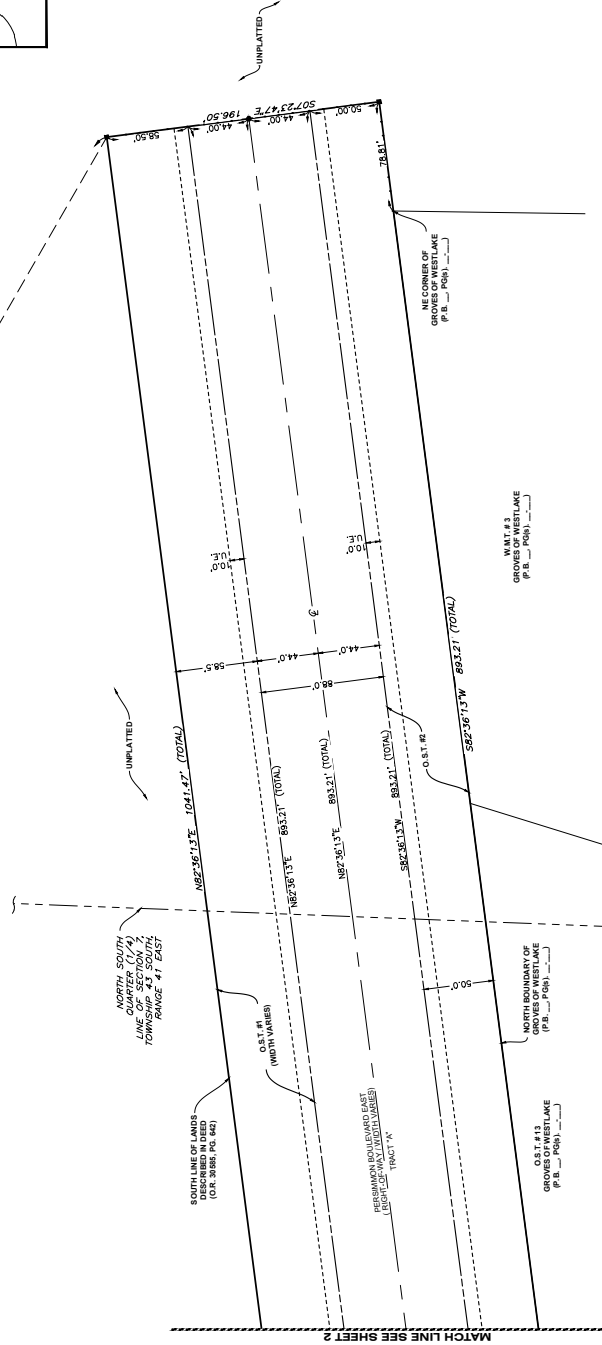 UNPLATTED
S07°23'47"E 196.50'
58.50'
44.00'
44.00'
50.00'
78.81'
NE CORNER OF
GROVES OF WESTLAKE
(P.B. __, PG(s). __-__)
10.0'
U.E.
10.0'
U.E.
W.M.T. #3
GROVES OF WESTLAKE
(P.B. __, PG(s). __-__)
℄
58.5'
44.0'
44.0'
88.0'
UNPLATTED
N82°36'13"E 1041.47' (TOTAL)
N82°36'13"E 893.21' (TOTAL)
N82°36'13"E 893.21' (TOTAL)
S82°36'13"W 893.21' (TOTAL)
S82°36'13"W 893.21' (TOTAL)
O.S.T. #2
NORTH SOUTH
QUARTER (1/4)
LINE OF SECTION 7,
TOWNSHIP 43 SOUTH,
RANGE 41 EAST
50.0'
O.S.T. #1
(WIDTH VARIES)
NORTH BOUNDARY OF
GROVES OF WESTLAKE
(P.B. __, PG(s). __-__)
SOUTH LINE OF LANDS
DESCRIBED IN DEED
(O.R. 30585, PG. 642)
PERSIMMON BOULEVARD EAST
(RIGHT-OF-WAY / WIDTH VARIES)
TRACT "A"
O.S.T. #13
GROVES OF WESTLAKE
(P.B. __, PG(s). __-__)
MATCH LINE SEE SHEET 2